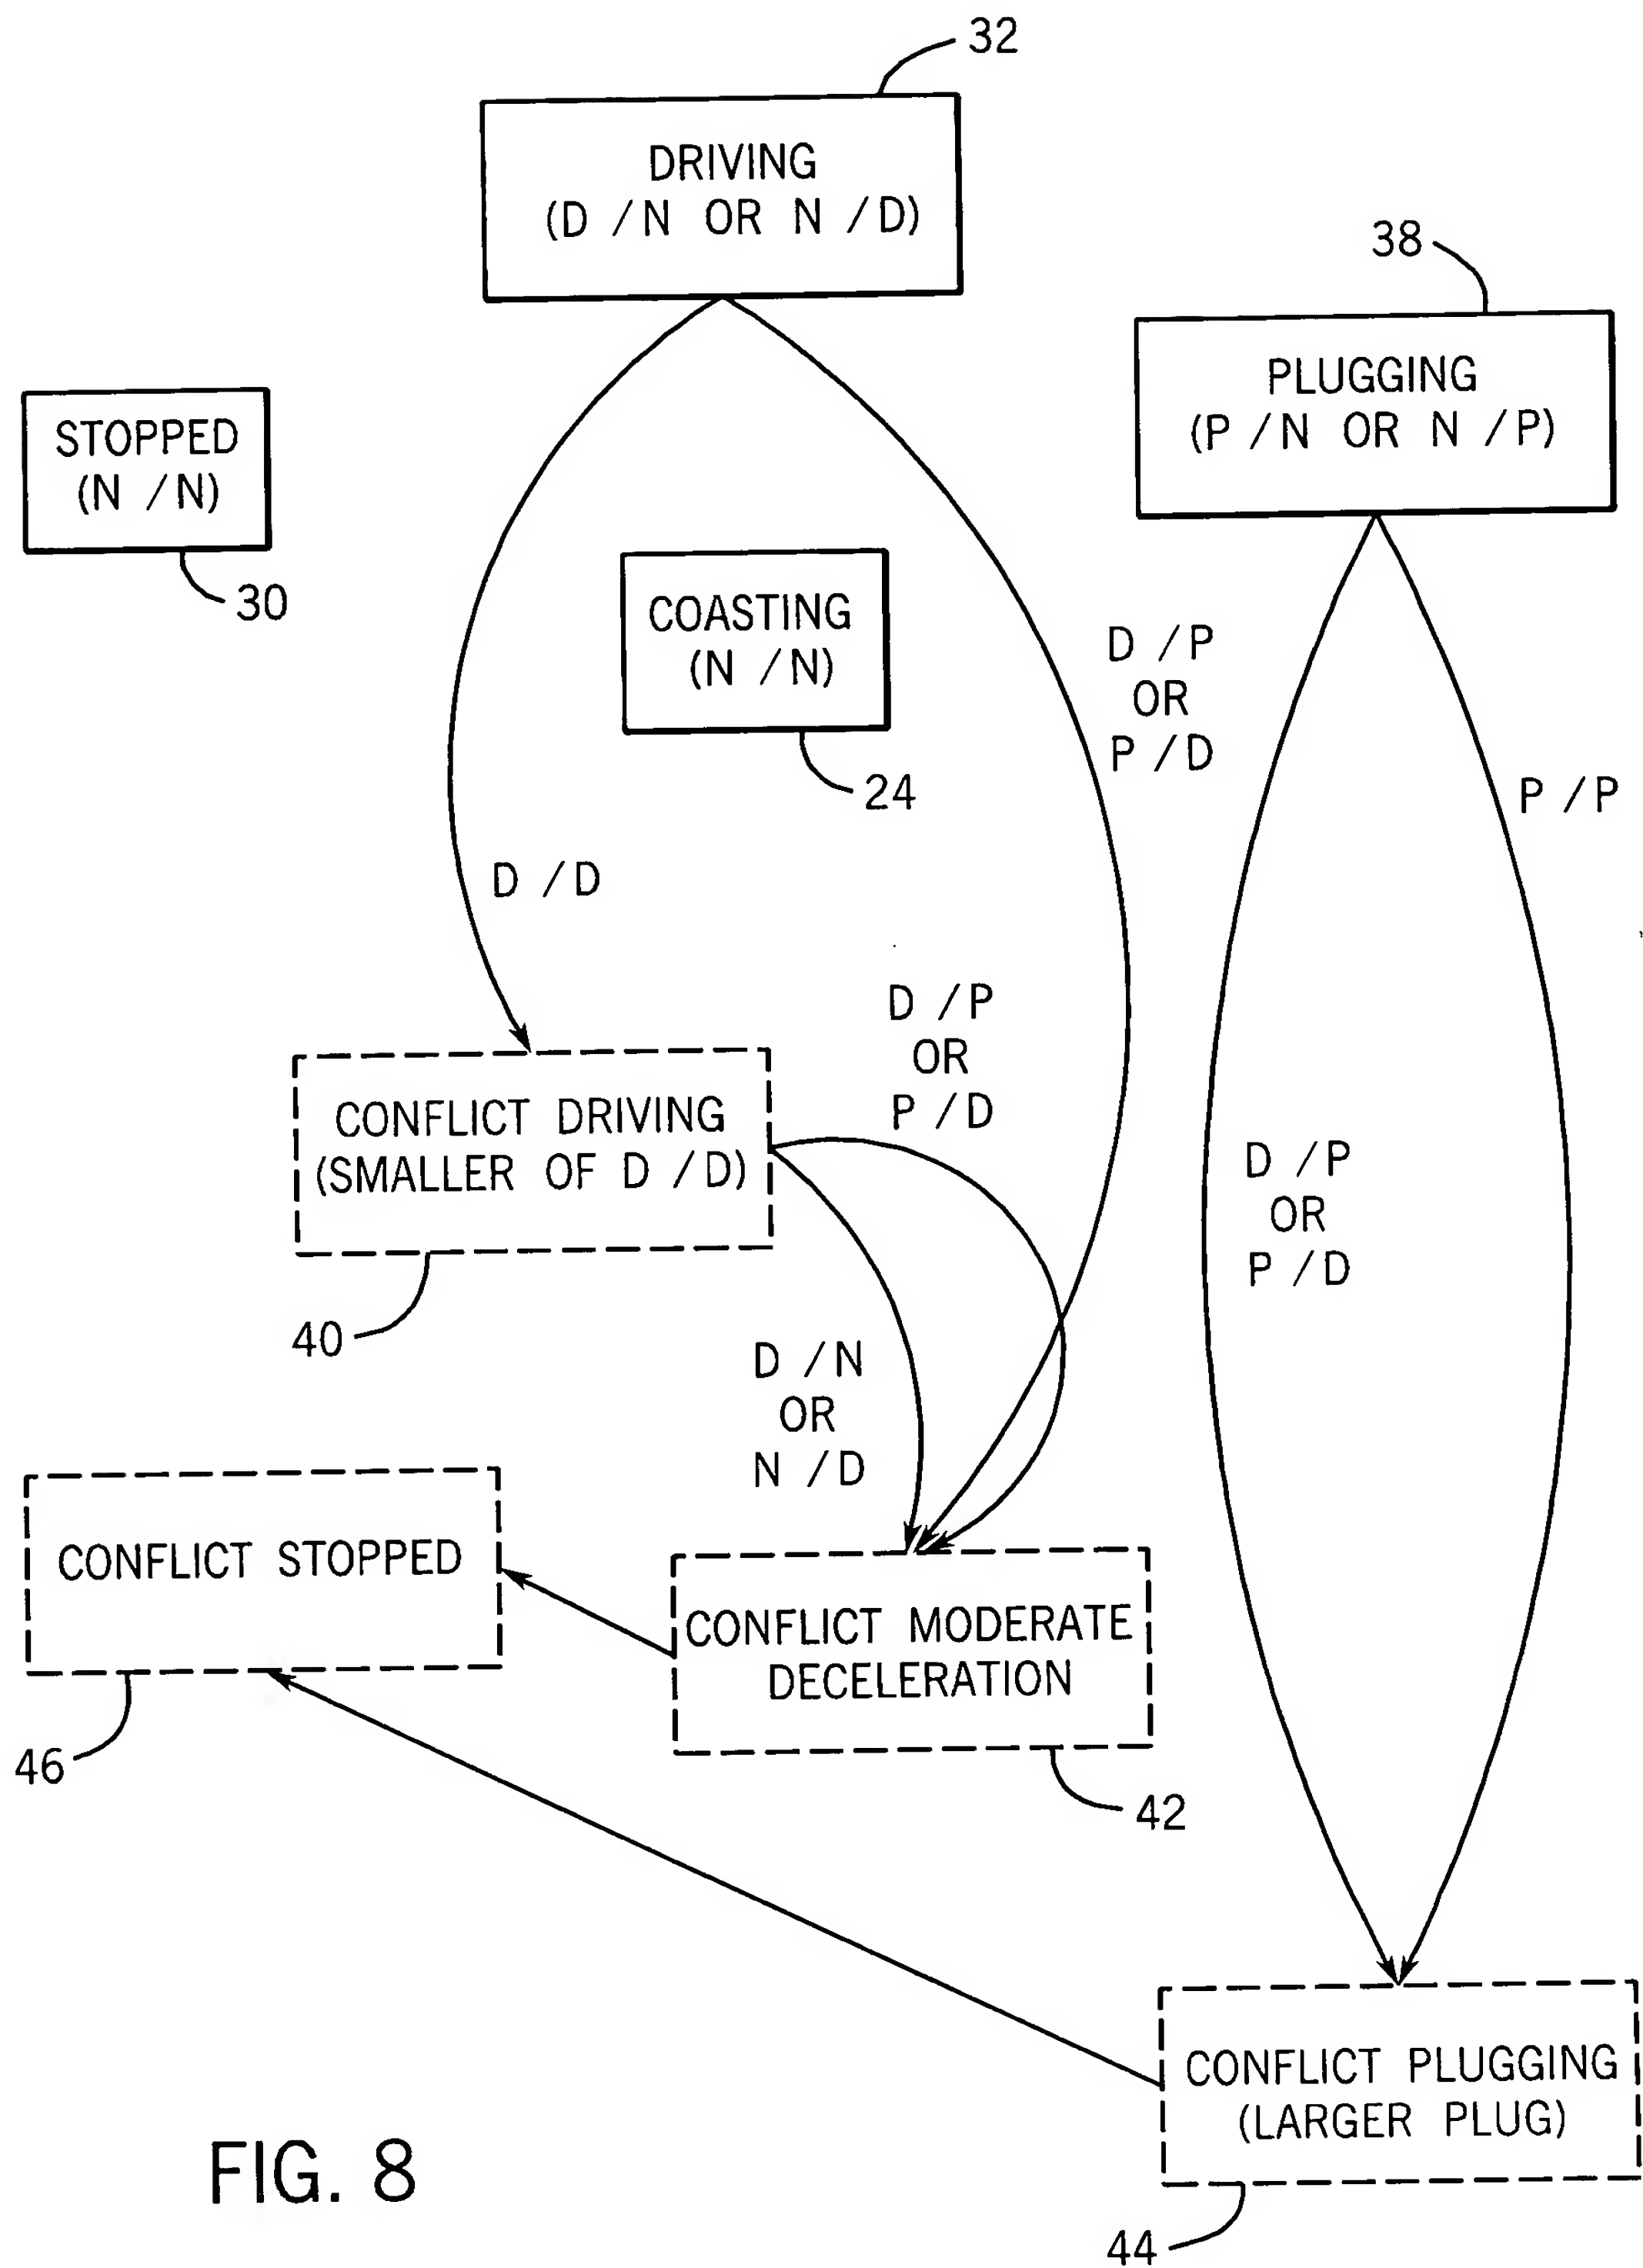 32
DRIVING
(D /N OR N /D)
38
PLUGGING
(P /N OR N /P)
STOPPED
(N /N)
30
COASTING
(N /N)
24
D /P
OR
P /D
P /P
D /D
D /P
OR
P /D
CONFLICT DRIVING
(SMALLER OF D /D)
40
D /P
OR
P /D
D /N
OR
N /D
CONFLICT STOPPED
46
CONFLICT MODERATE
DECELERATION
42
CONFLICT PLUGGING
(LARGER PLUG)
44
FIG. 8